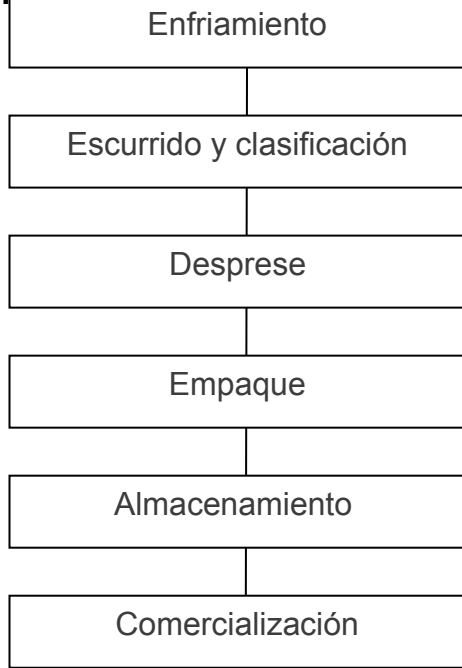 Enfriamiento
Escurrido y clasificación
Desprese
Empaque
Almacenamiento
Comercialización